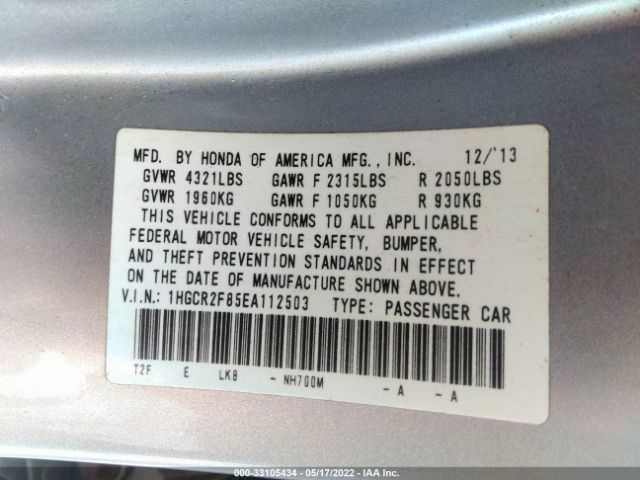 MFD. BY HONDA OF AMERICA MFG., INC. 12/'13
GVWR 4321LBS GAWR F 2315LBS R 2050LBS
GVWR 1960KG GAWR F 1050KG R 930KG
THIS VEHICLE CONFORMS TO ALL APPLICABLE
FEDERAL MOTOR VEHICLE SAFETY, BUMPER,
AND THEFT PREVENTION STANDARDS IN EFFECT
ON THE DATE OF MANUFACTURE SHOWN ABOVE.
V.I.N.: 1HGCR2F85EA112503 TYPE: PASSENGER CAR
T2F E LK8 - NH700M - A - A
© 33105434 - 05/17/2022 - IAA Inc.